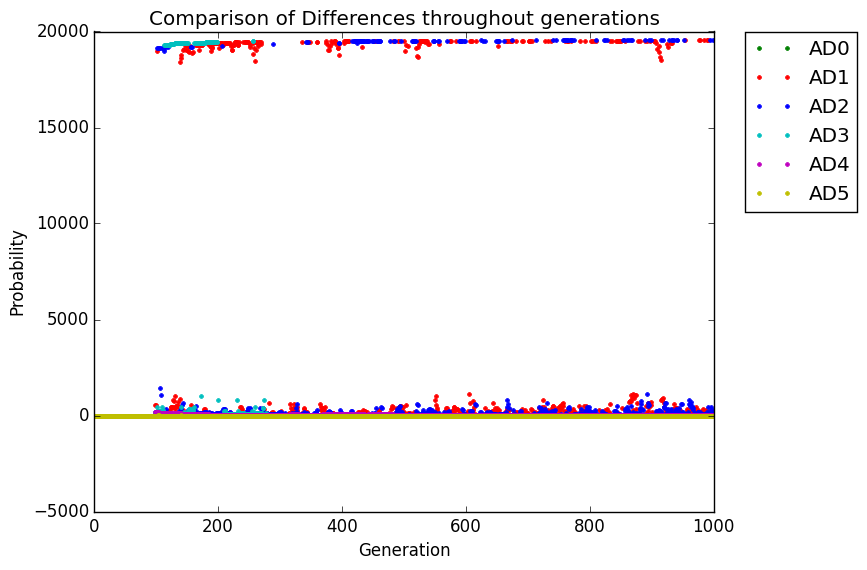 Comparison of Differences throughout generations
20000
15000
10000
5000
0
−5000
Probability
0 200 400 600 800 1000
Generation
AD0
AD1
AD2
AD3
AD4
AD5